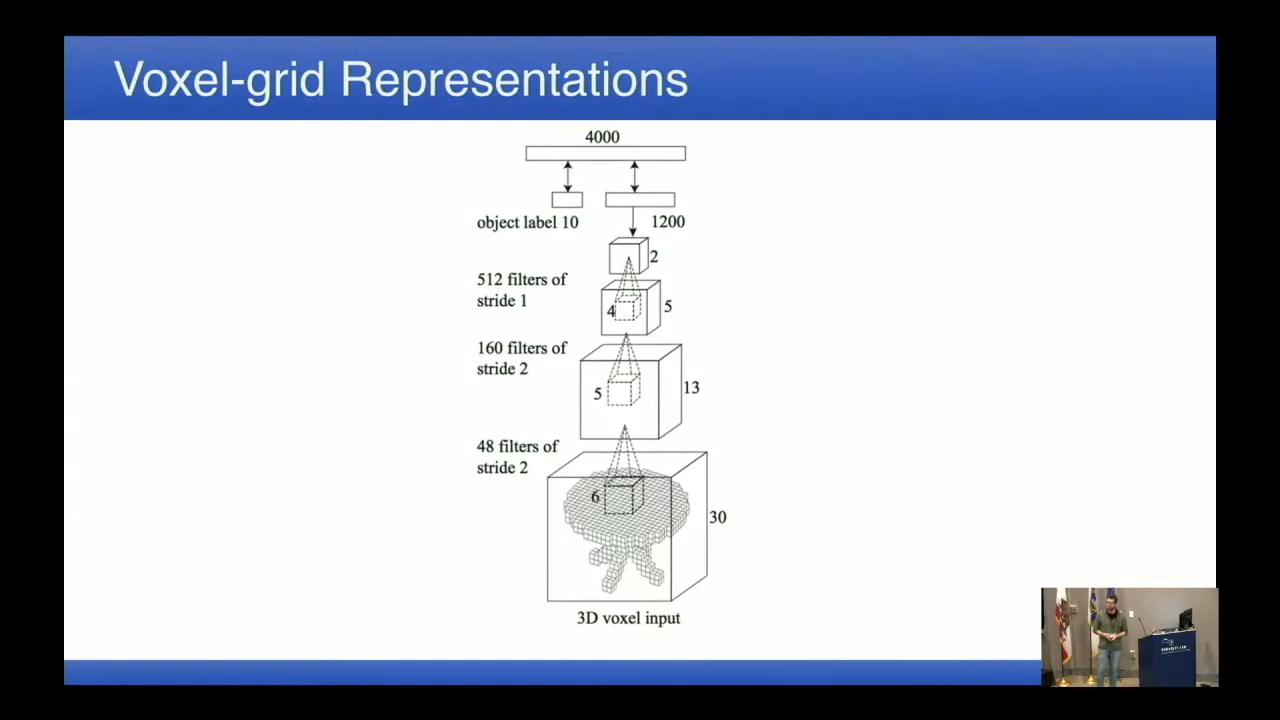 Voxel-grid Representations
4000
object label 10
1200
2
512 filters of
stride 1
4
5
160 filters of
stride 2
5
13
48 filters of
stride 2
6
30
3D voxel input